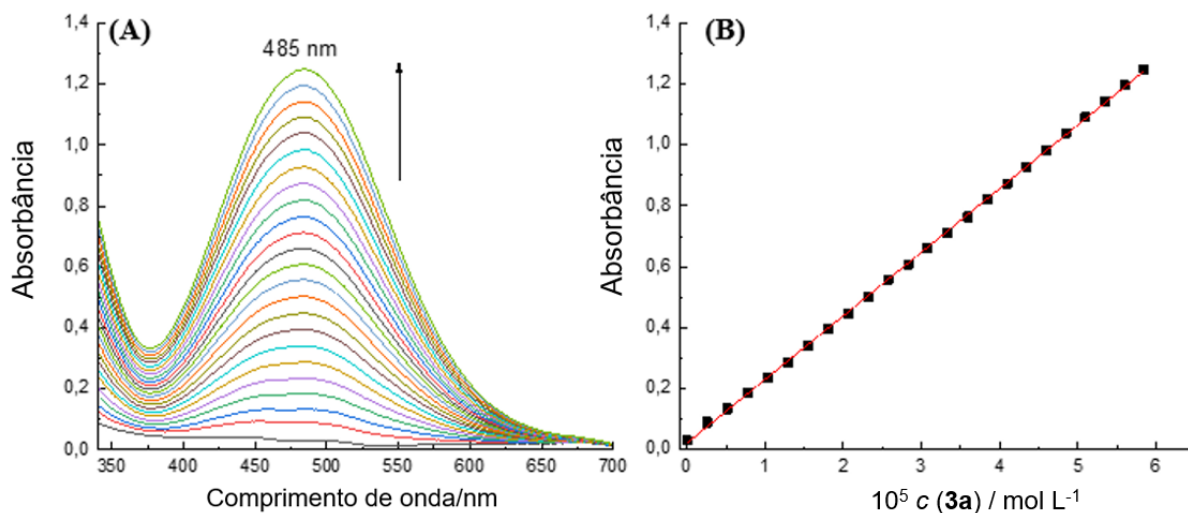 (A)
485 nm
Absorbância
1,4
1,2
1,0
0,8
0,6
0,4
0,2
0,0
350 400 450 500 550 600 650 700
Comprimento de onda/nm
(B)
Absorbância
1,4
1,2
1,0
0,8
0,6
0,4
0,2
0,0
0 1 2 3 4 5 6
10⁵ c (3a) / mol L⁻¹